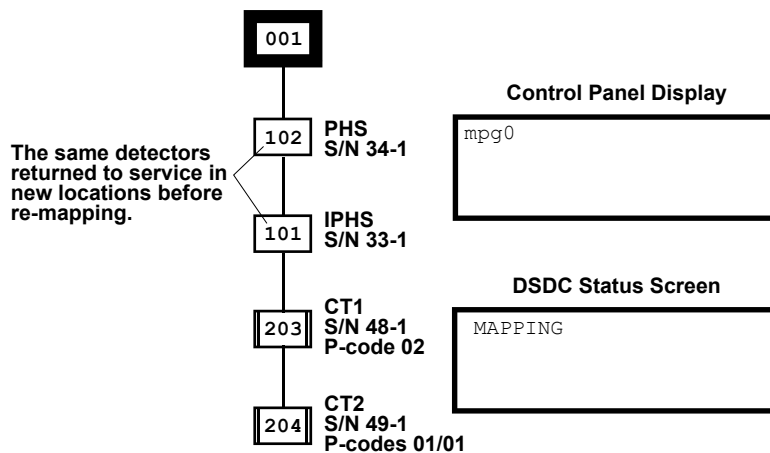 001
Control Panel Display
mpg0
102
PHS
S/N 34-1
The same detectors
returned to service in
new locations before
re-mapping.
101
IPHS
S/N 33-1
DSDC Status Screen
MAPPING
203
CT1
S/N 48-1
P-code 02
204
CT2
S/N 49-1
P-codes 01/01